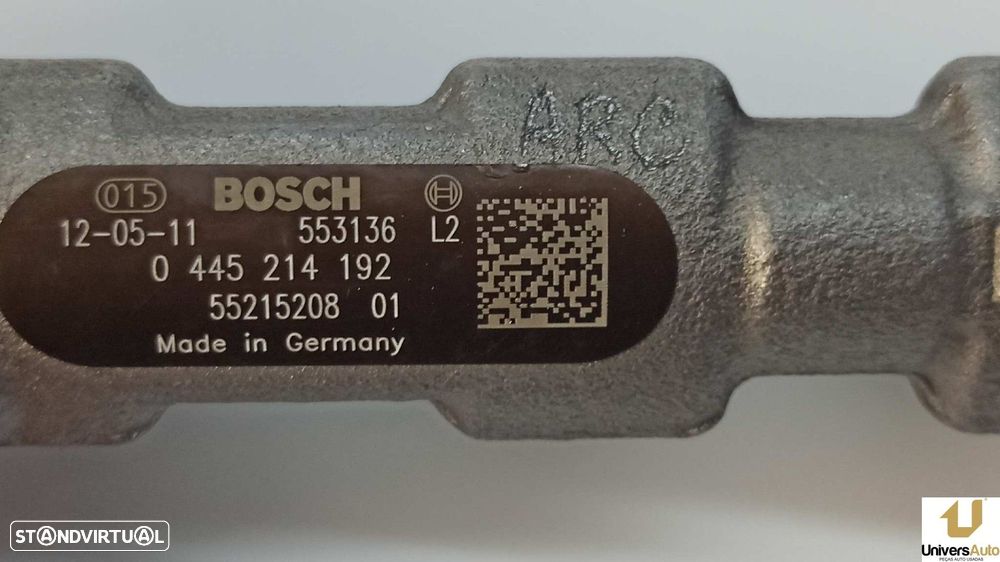 ARC
015 BOSCH
12-05-11 553136 L2
0 445 214 192
55215208 01
Made in Germany
STANDVIRTUAL
UniversAuto
PEÇAS AUTO USADAS